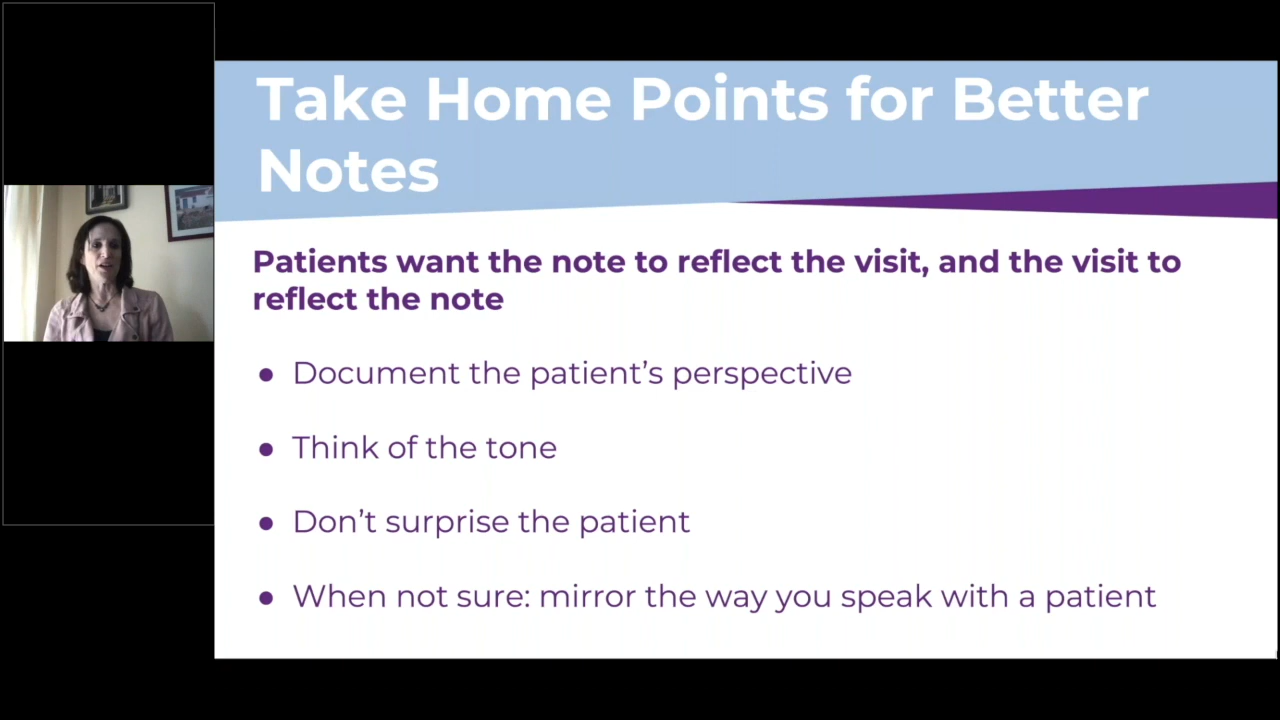 Take Home Points for Better
Notes
Patients want the note to reflect the visit, and the visit to
reflect the note
● Document the patient’s perspective
● Think of the tone
● Don’t surprise the patient
● When not sure: mirror the way you speak with a patient